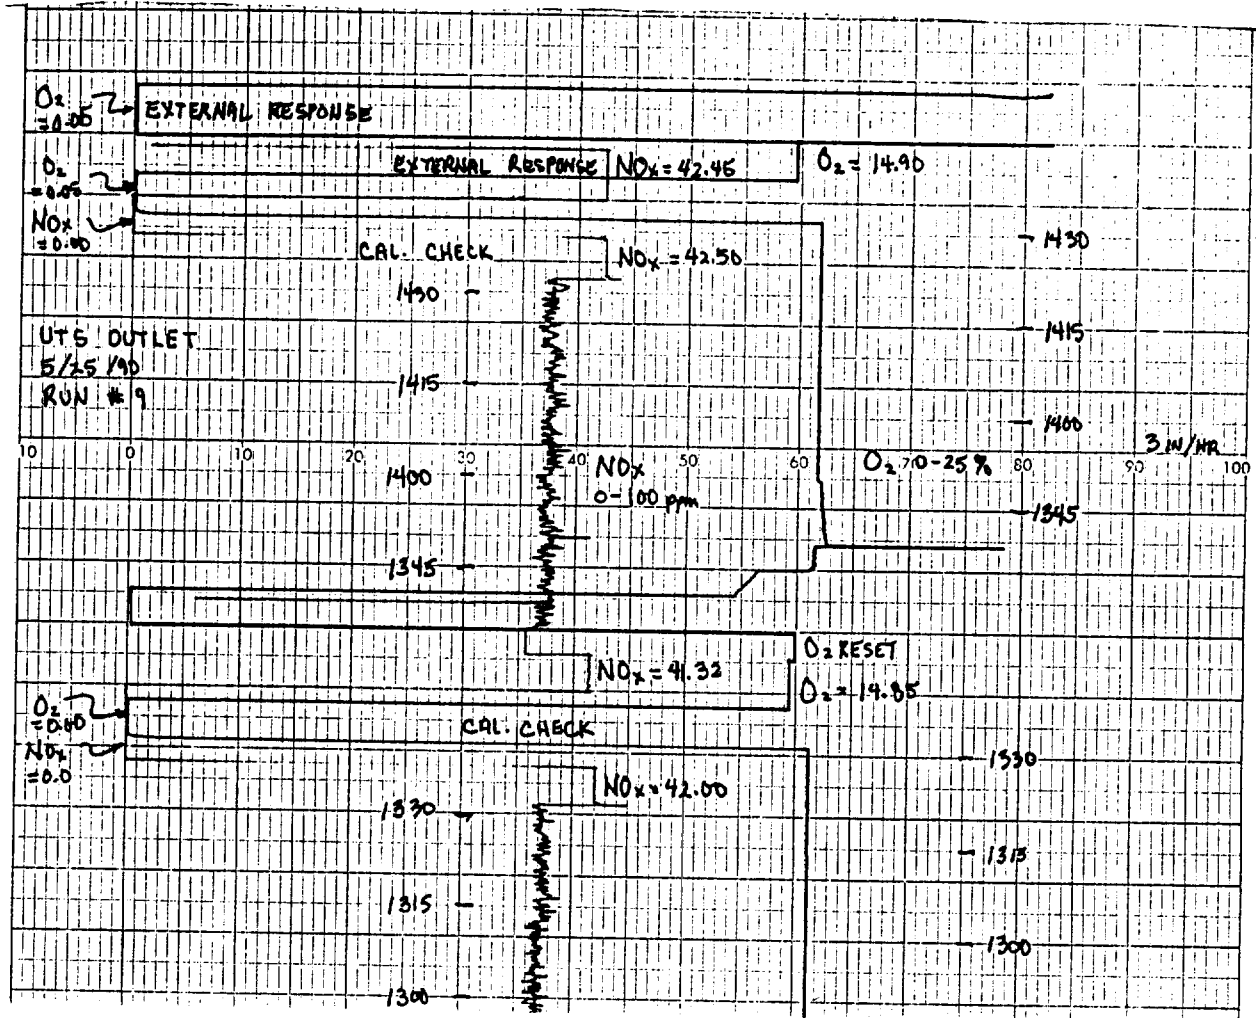 O2 =0.05
EXTERNAL RESPONSE
EXTERNAL RESPONSE NOx = 42.45 O2 = 14.90
O2 =0.05
NOx =0.00
CAL. CHECK NOx = 42.50
1430
1430
UTS OUTLET
5/25/90
RUN # 9
1415
1415
1400
3 IN/HR
10 0 10 20 30 40 50 60 70 80 90 100
NOx
0-100 ppm
O2 0-25%
1400
1345
1345
O2 RESET
NOx = 41.32
O2 = 14.85
O2 =0.00
CAL. CHECK
NOx =0.0
1330
NOx = 42.00
1330
1315
1315
1300
1300